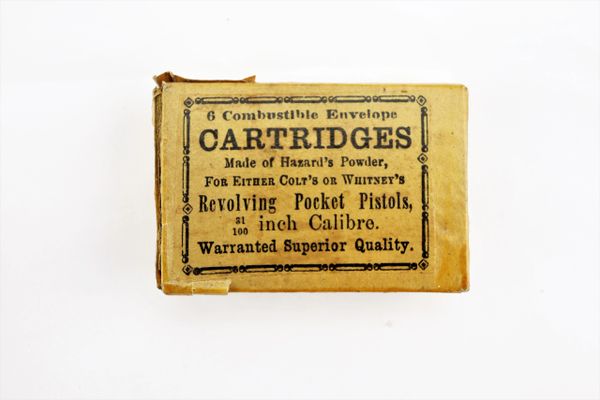 6 Combustible Envelope
CARTRIDGES
Made of Hazard's Powder,
FOR EITHER COLT'S OR WHITNEY'S
Revolving Pocket Pistols,
31/100 inch Calibre.
Warranted Superior Quality.